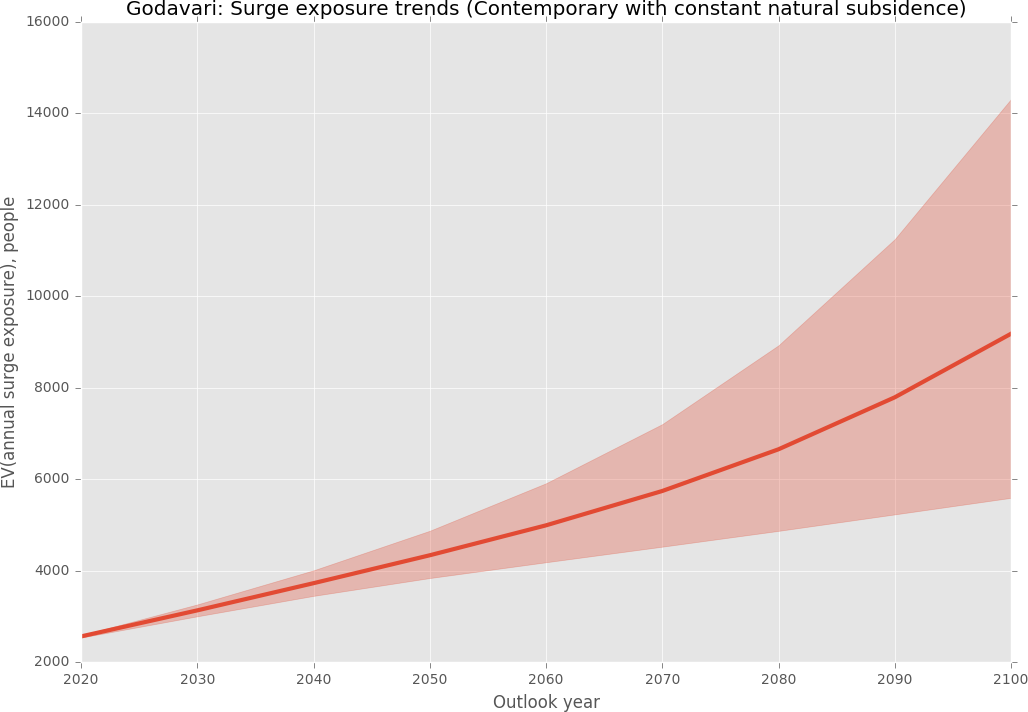 Godavari: Surge exposure trends (Contemporary with constant natural subsidence)
16000
14000
12000
10000
8000
6000
4000
2000
EV(annual surge exposure), people
2020 2030 2040 2050 2060 2070 2080 2090 2100
Outlook year